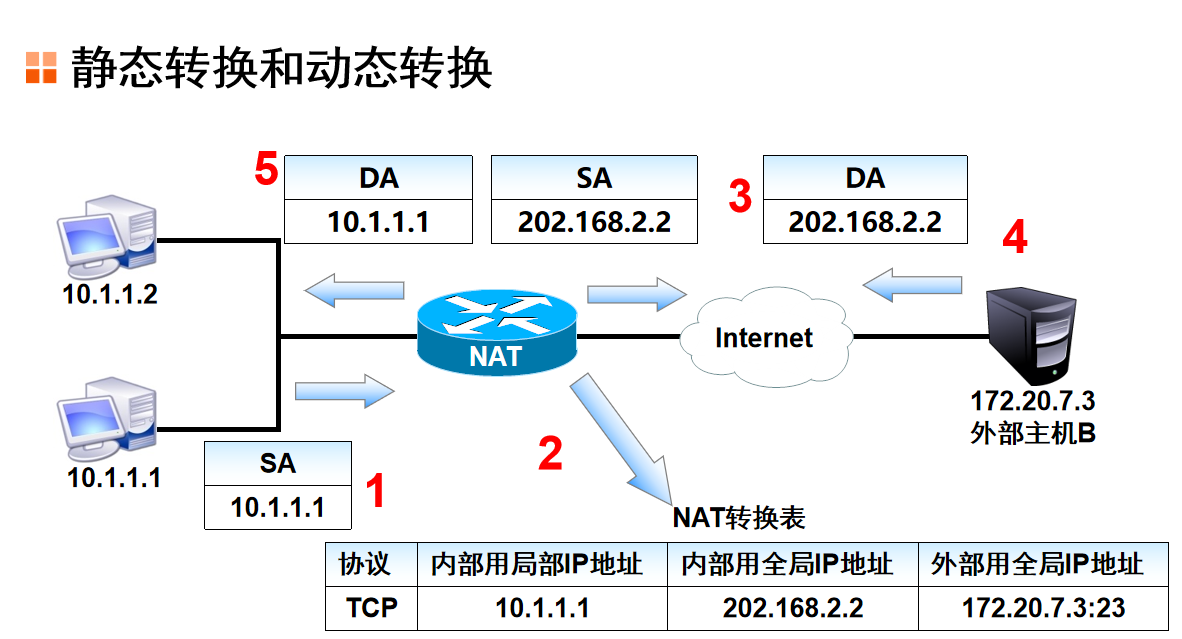 静态转换和动态转换
5
DA
10.1.1.1
SA
202.168.2.2
3
DA
202.168.2.2
4
10.1.1.2
NAT
Internet
172.20.7.3
外部主机B
10.1.1.1
SA
10.1.1.1
1
2
NAT转换表
协议 内部用局部IP地址 内部用全局IP地址 外部用全局IP地址
TCP 10.1.1.1 202.168.2.2 172.20.7.3:23